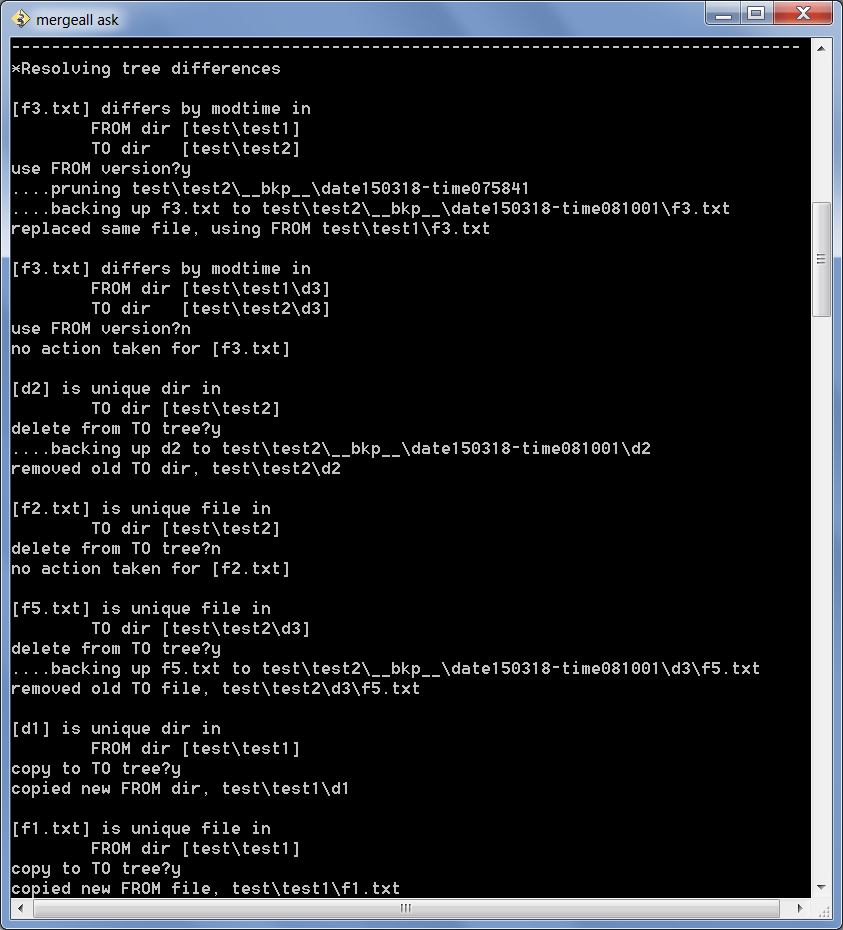 mergeall ask
-------------------------------------------------------------------------------
*Resolving tree differences

[f3.txt] differs by modtime in
        FROM dir [test\test1]
        TO dir   [test\test2]
use FROM version?y
....pruning test\test2\__bkp__\date150318-time075841
....backing up f3.txt to test\test2\__bkp__\date150318-time081001\f3.txt
replaced same file, using FROM test\test1\f3.txt

[f3.txt] differs by modtime in
        FROM dir [test\test1\d3]
        TO dir   [test\test2\d3]
use FROM version?n
no action taken for [f3.txt]

[d2] is unique dir in
        TO dir [test\test2]
delete from TO tree?y
....backing up d2 to test\test2\__bkp__\date150318-time081001\d2
removed old TO dir, test\test2\d2

[f2.txt] is unique file in
        TO dir [test\test2]
delete from TO tree?n
no action taken for [f2.txt]

[f5.txt] is unique file in
        TO dir [test\test2\d3]
delete from TO tree?y
....backing up f5.txt to test\test2\__bkp__\date150318-time081001\d3\f5.txt
removed old TO file, test\test2\d3\f5.txt

[d1] is unique dir in
        FROM dir [test\test1]
copy to TO tree?y
copied new FROM dir, test\test1\d1

[f1.txt] is unique file in
        FROM dir [test\test1]
copy to TO tree?y
copied new FROM file, test\test1\f1.txt